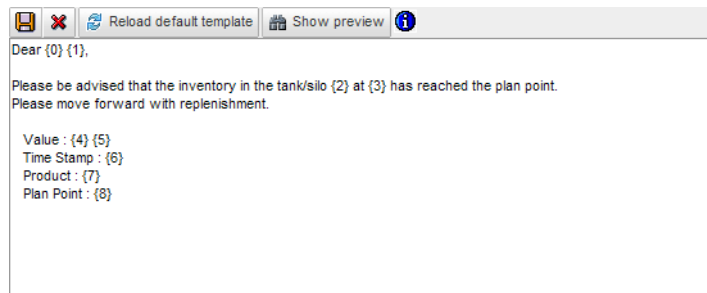 Reload default template Show preview
Dear {0} {1},
Please be advised that the inventory in the tank/silo {2} at {3} has reached the plan point.
Please move forward with replenishment.
Value : {4} {5}
Time Stamp : {6}
Product : {7}
Plan Point : {8}